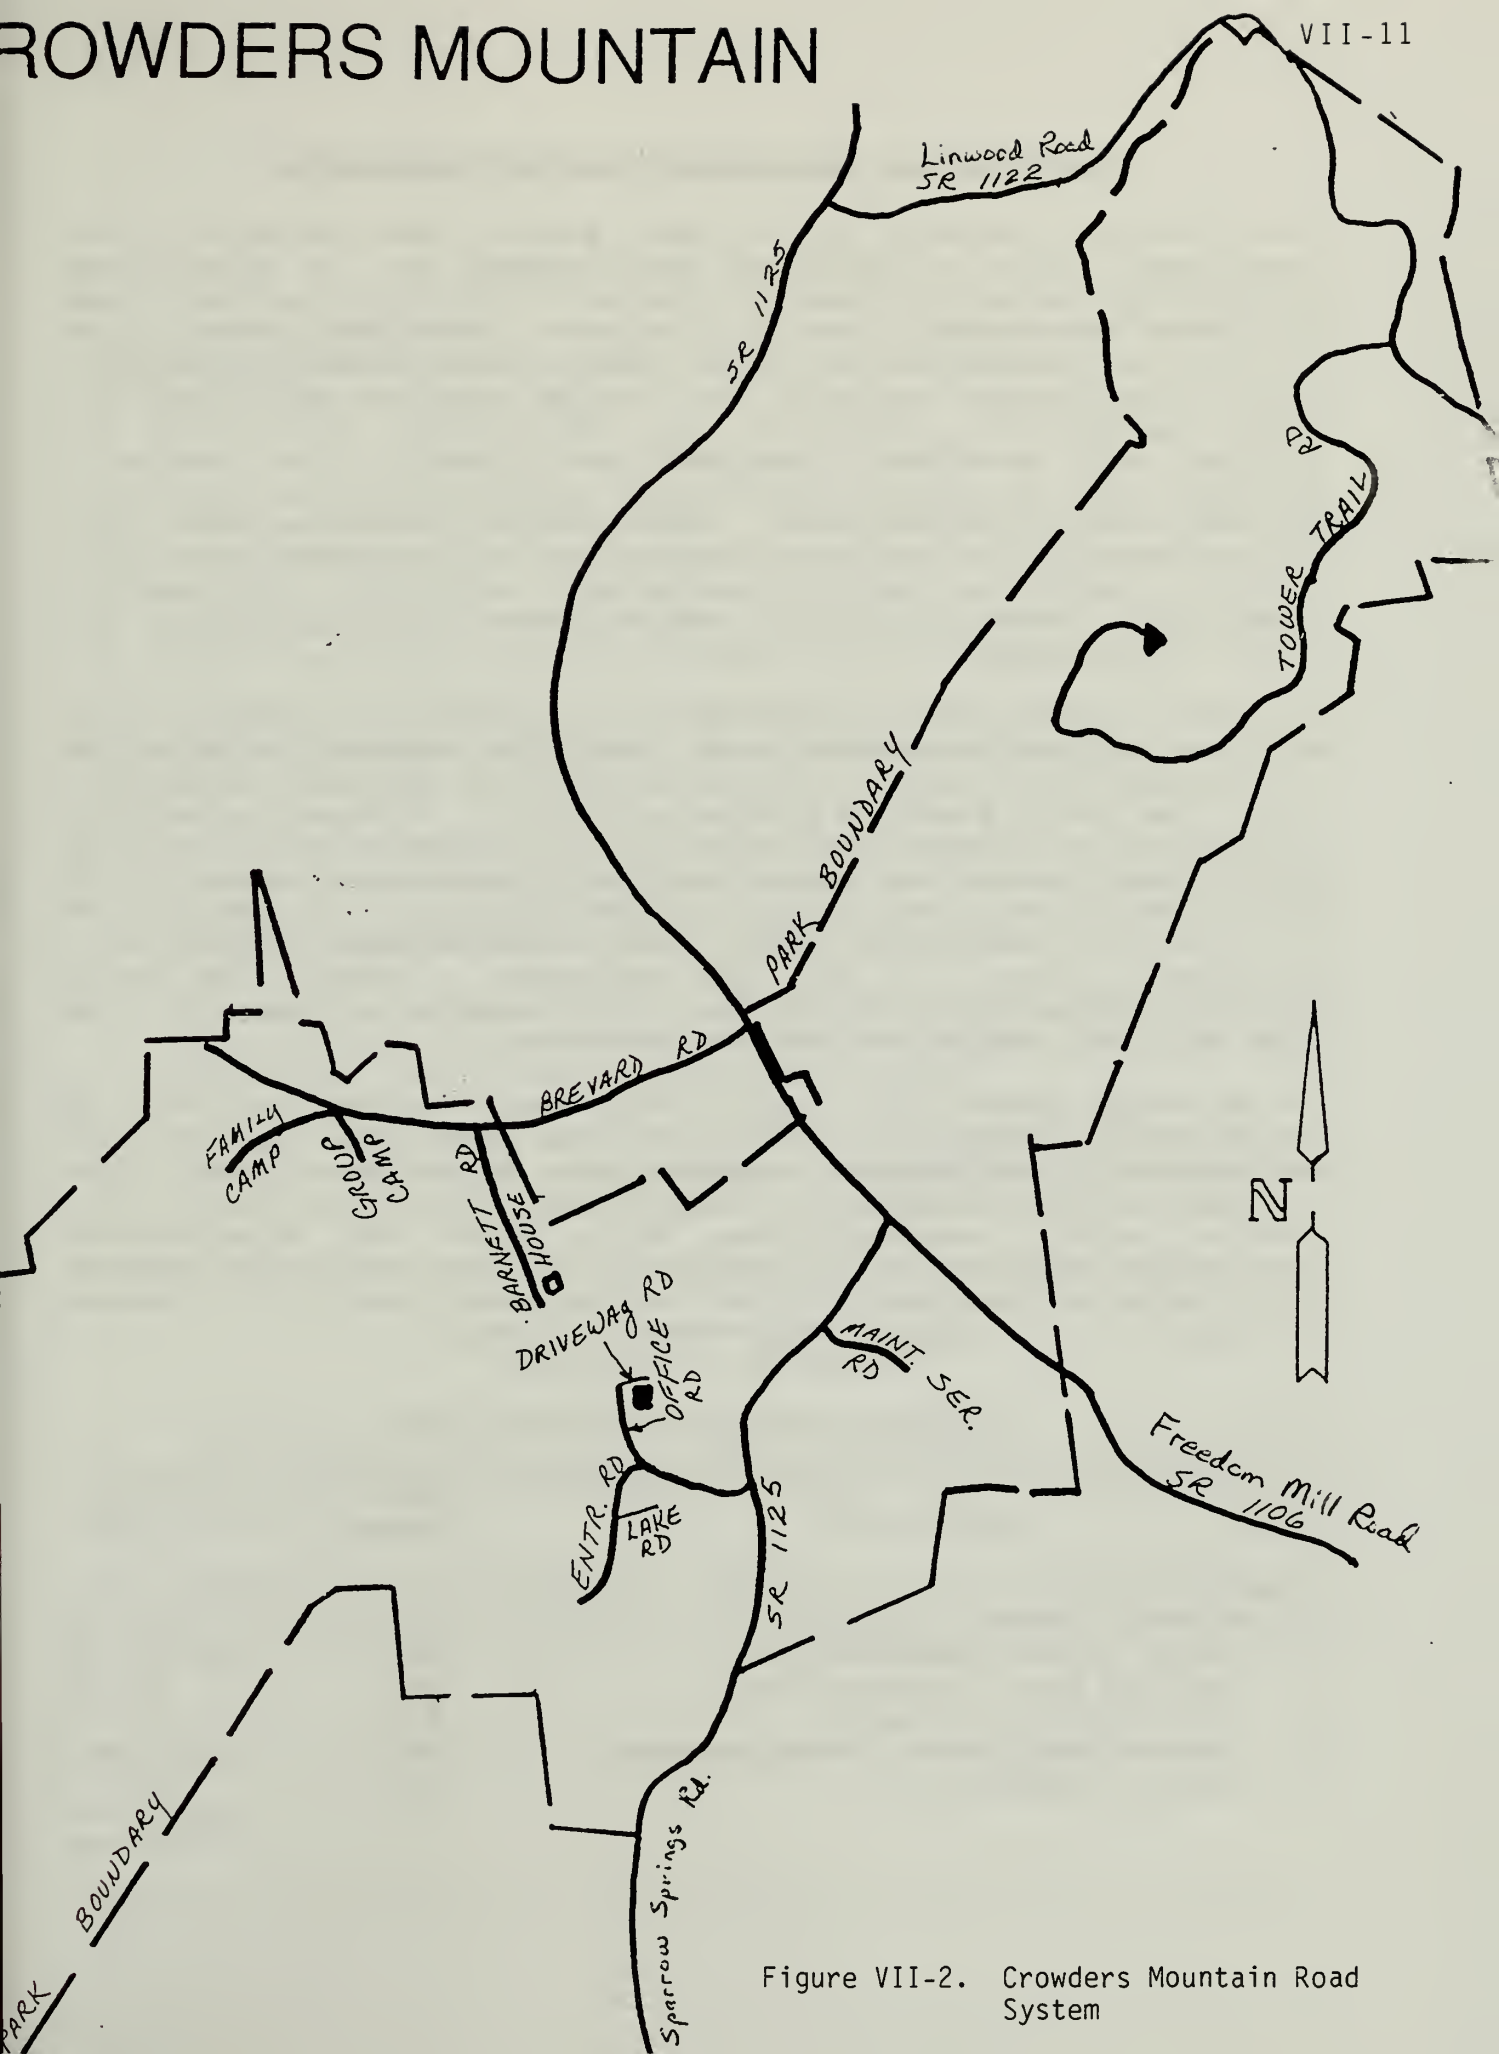 ROWDERS MOUNTAIN
VII-11
Linwood Road
SR 1122
SR 1125
RD
TRAIL
TOWER
BOUNDARY
PARK
BREVARD RD
FAMILY
CAMP
GROUP
CAMP
RD
BARNETT
HOUSE
DRIVEWAY RD
OFFICE
RD
MAINT. SER.
RD
N
ENTR. RD
LAKE
RD
SR 1125
Freedom Mill Road
SR 1106
BOUNDARY
PARK
Sparrow Springs Rd.
Figure VII-2. Crowders Mountain Road
System